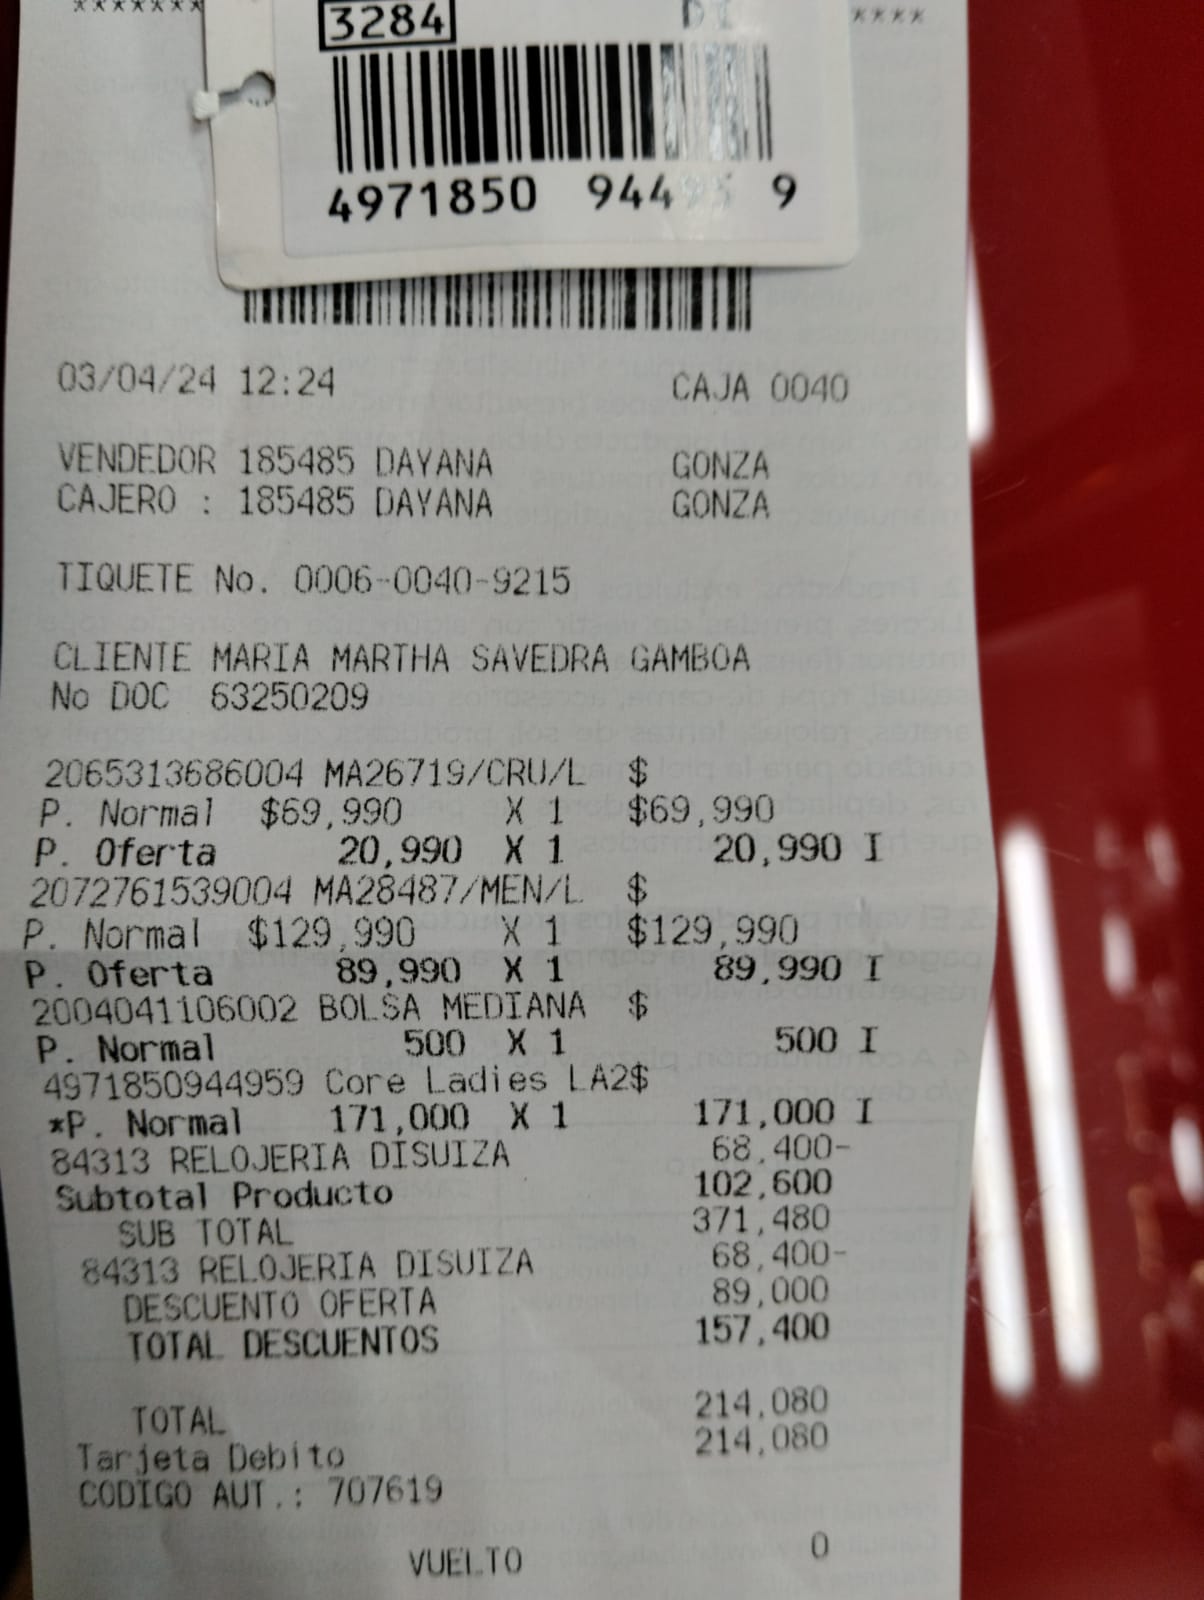 *******
****
3284
DI
4971850 944 9
03/04/24 12:24 CAJA 0040
VENDEDOR 185485 DAYANA GONZA
CAJERO : 185485 DAYANA GONZA
TIQUETE No. 0006-0040-9215
CLIENTE MARIA MARTHA SAVEDRA GAMBOA
No DOC 63250209
2065313686004 MA26719/CRU/L $
P. Normal $69,990 X 1 $69,990
P. Oferta 20,990 X 1 20,990 I
2072761539004 MA28487/MEN/L $
P. Normal $129,990 X 1 $129,990
P. Oferta 89,990 X 1 89,990 I
2004041106002 BOLSA MEDIANA $
P. Normal 500 X 1 500 I
4971850944959 Core Ladies LA2$
*P. Normal 171,000 X 1 171,000 I
84313 RELOJERIA DISUIZA 68,400-
Subtotal Producto 102,600
SUB TOTAL 371,480
84313 RELOJERIA DISUIZA 68,400-
DESCUENTO OFERTA 89,000
TOTAL DESCUENTOS 157,400
TOTAL 214,080
Tarjeta Debito 214,080
CODIGO AUT.: 707619
VUELTO 0